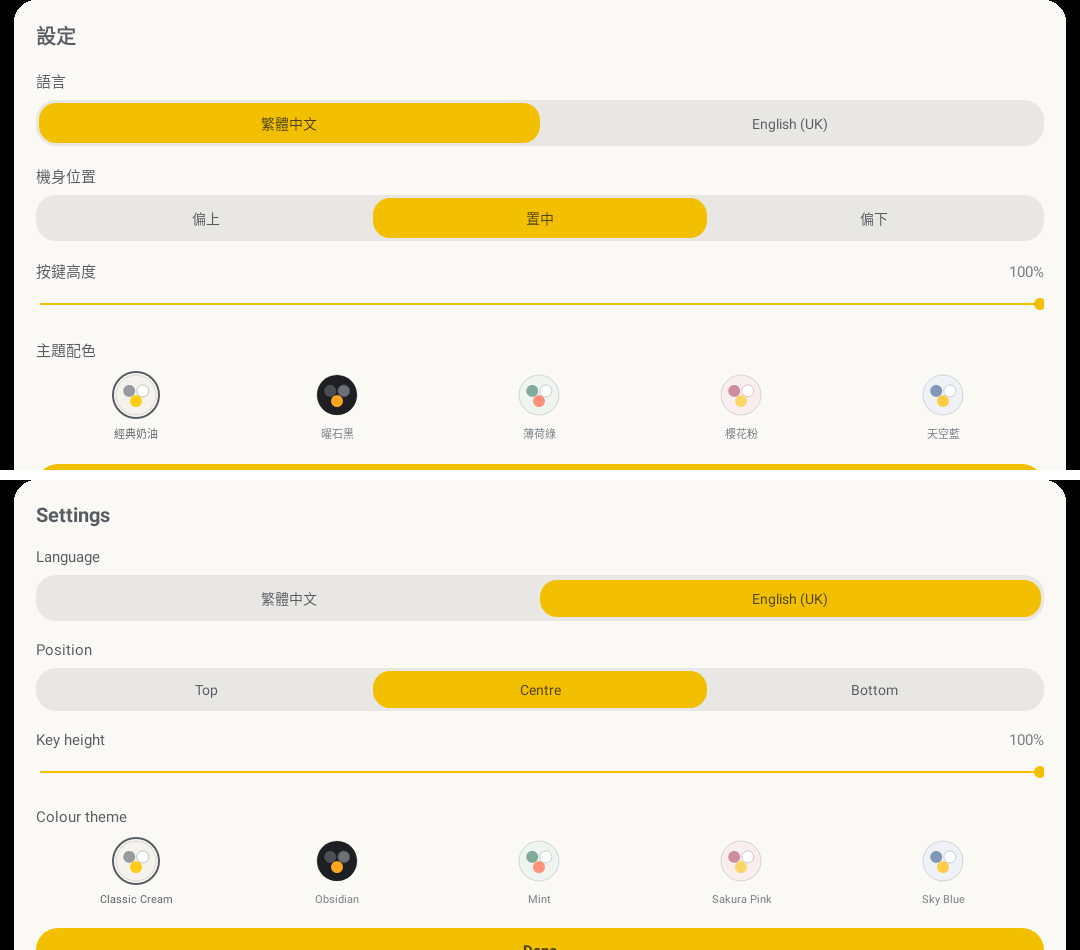 設定
語言
繁體中文 English (UK)
機身位置
偏上 置中 偏下
按鍵高度 100%
主題配色
經典奶油 曜石黑 薄荷綠 櫻花粉 天空藍
Settings
Language
繁體中文 English (UK)
Position
Top Centre Bottom
Key height 100%
Colour theme
Classic Cream Obsidian Mint Sakura Pink Sky Blue
Done